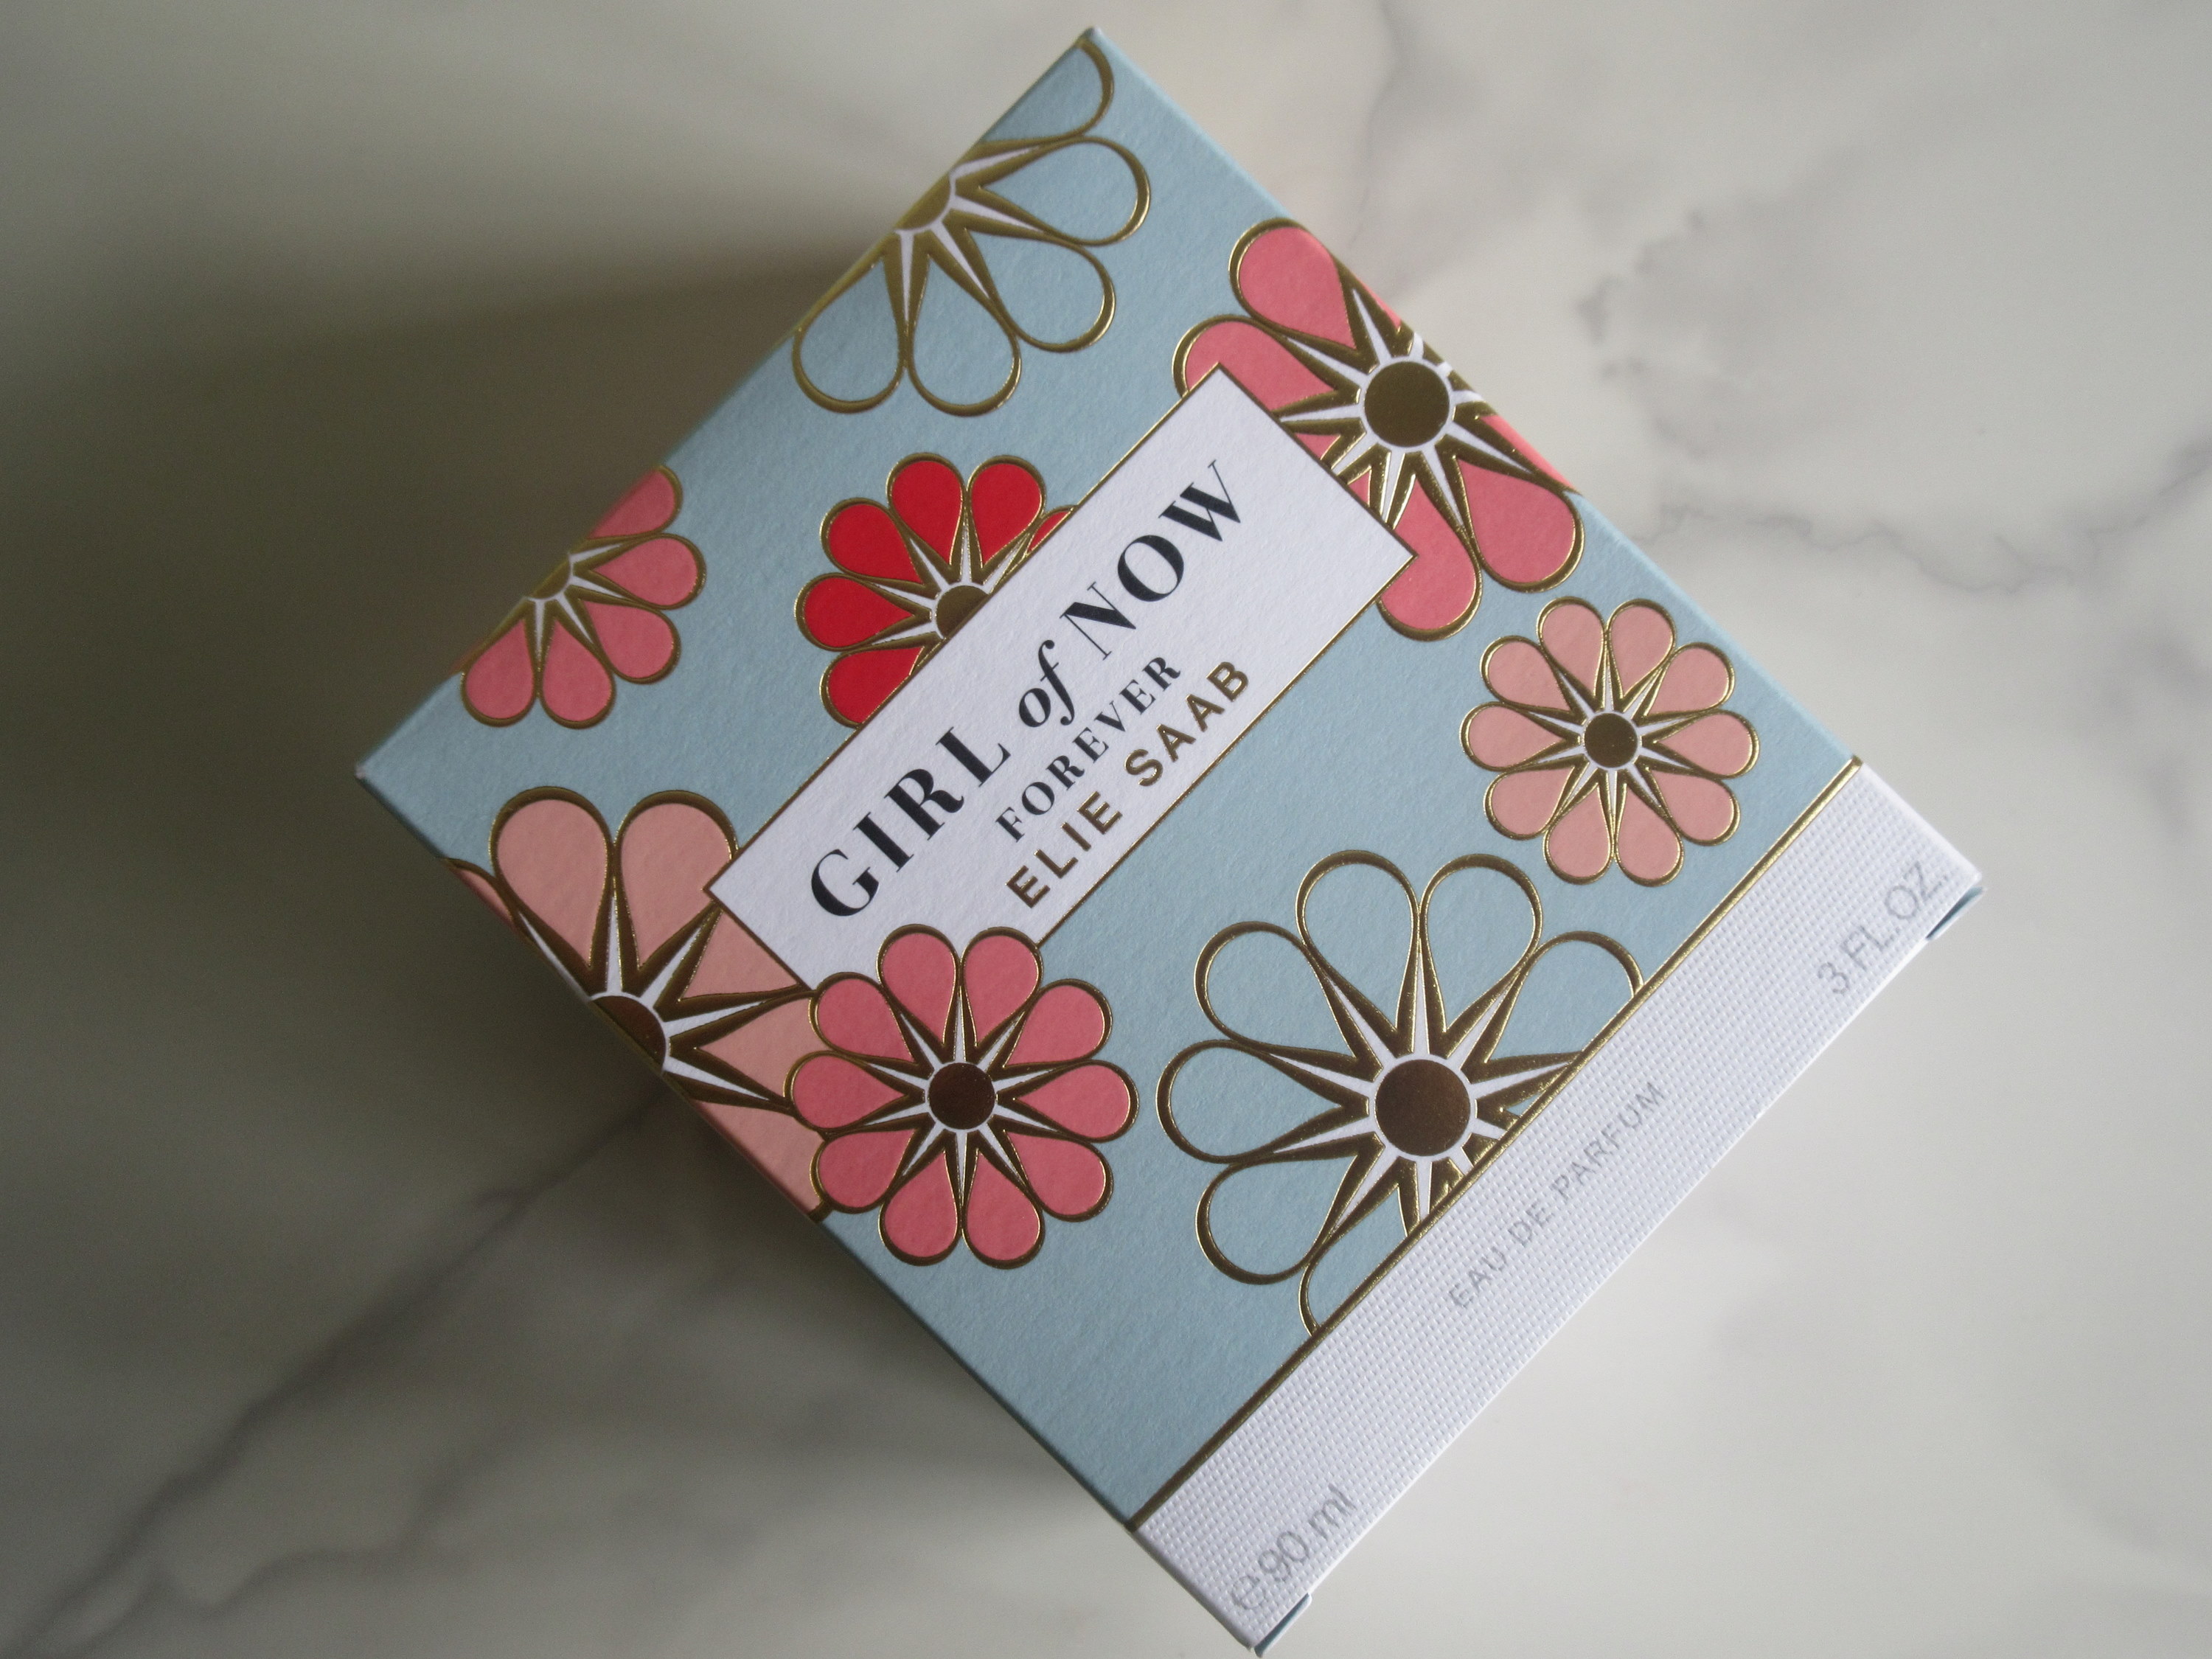 GIRL of NOW
FOREVER
ELIE SAAB
EAU DE PARFUM
℮90 ml
3 FL.OZ.